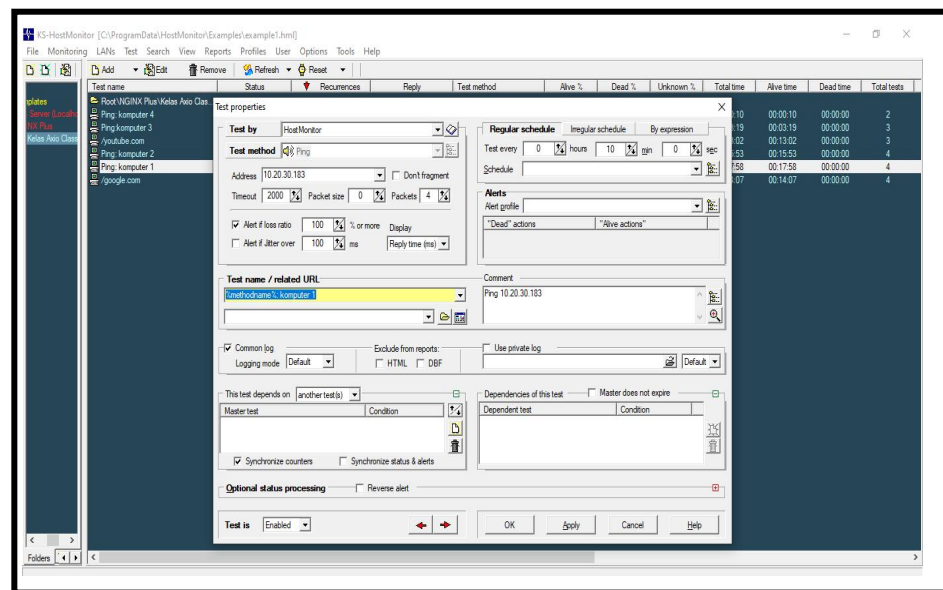 KS-HostMonitor [C:\ProgramData\HostMonitor\Examples\example1.hml]
File Monitoring LANs Test Search View Reports Profiles User Options Tools Help
Add Edit Remove Refresh Reset
Test name Status Recurrences Reply Test method Alive % Dead % Unknown % Total time Alive time Dead time Total tests
Root\NGINX Plus\Kelas Axio Clas
Ping: komputer 4 :10 00:00:10 00:00:00 2
Ping:komputer 3 :19 00:03:19 00:00:00 3
/youtube.com :02 00:13:02 00:00:00 3
Ping: komputer 2 :53 00:15:53 00:00:00 4
Ping: komputer 1 7:58 00:17:58 00:00:00 4
/google.com :07 00:14:07 00:00:00 4
plates
Server (Localho
NX Plus
Kelas Axio Class
Test properties
Test by HostMonitor
Test method Ping
Address 10.20.30.183 Don't fragment
Timeout 2000 Packet size 0 Packets 4
Alert if loss ratio 100 % or more Display
Alert if Jitter over 100 ms Reply time (ms)
Regular schedule Irregular schedule By expression
Test every 0 hours 10 min 0 sec
Schedule
Alerts
Alert profile
"Dead" actions "Alive actions"
Test name / related URL
%methodname%: komputer 1
Comment
Ping 10.20.30.183
Common log Exclude from reports:
Logging mode Default HTML DBF
Use private log
Default
This test depends on another test(s)
Master test Condition
Synchronize counters Synchronize status & alerts
Dependencies of this test Master does not expire
Dependent test Condition
Optional status processing Reverse alert
Test is Enabled
OK Apply Cancel Help
Folders